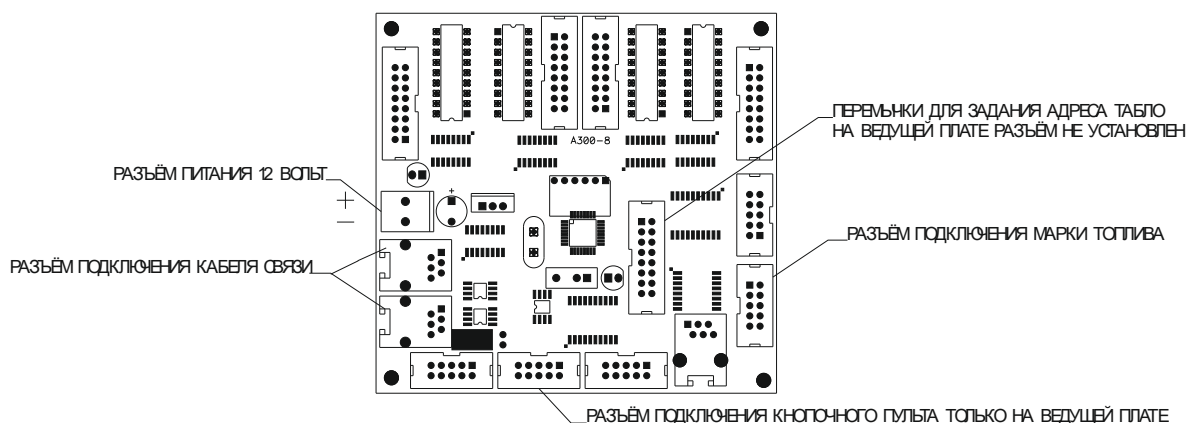 ПЕРЕМЫЧКИ ДЛЯ ЗАДАНИЯ АДРЕСА ТАБЛО
НА ВЕДУЩЕЙ ПЛАТЕ РАЗЪЁМ НЕ УСТАНОВЛЕН
A300-8
РАЗЪЁМ ПИТАНИЯ 12 ВОЛЬТ
+
+
—
РАЗЪЁМ ПОДКЛЮЧЕНИЯ МАРКИ ТОПЛИВА
РАЗЪЁМ ПОДКЛЮЧЕНИЯ КАБЕЛЯ СВЯЗИ
РАЗЪЁМ ПОДКЛЮЧЕНИЯ КНОПОЧНОГО ПУЛЬТА ТОЛЬКО НА ВЕДУЩЕЙ ПЛАТЕ